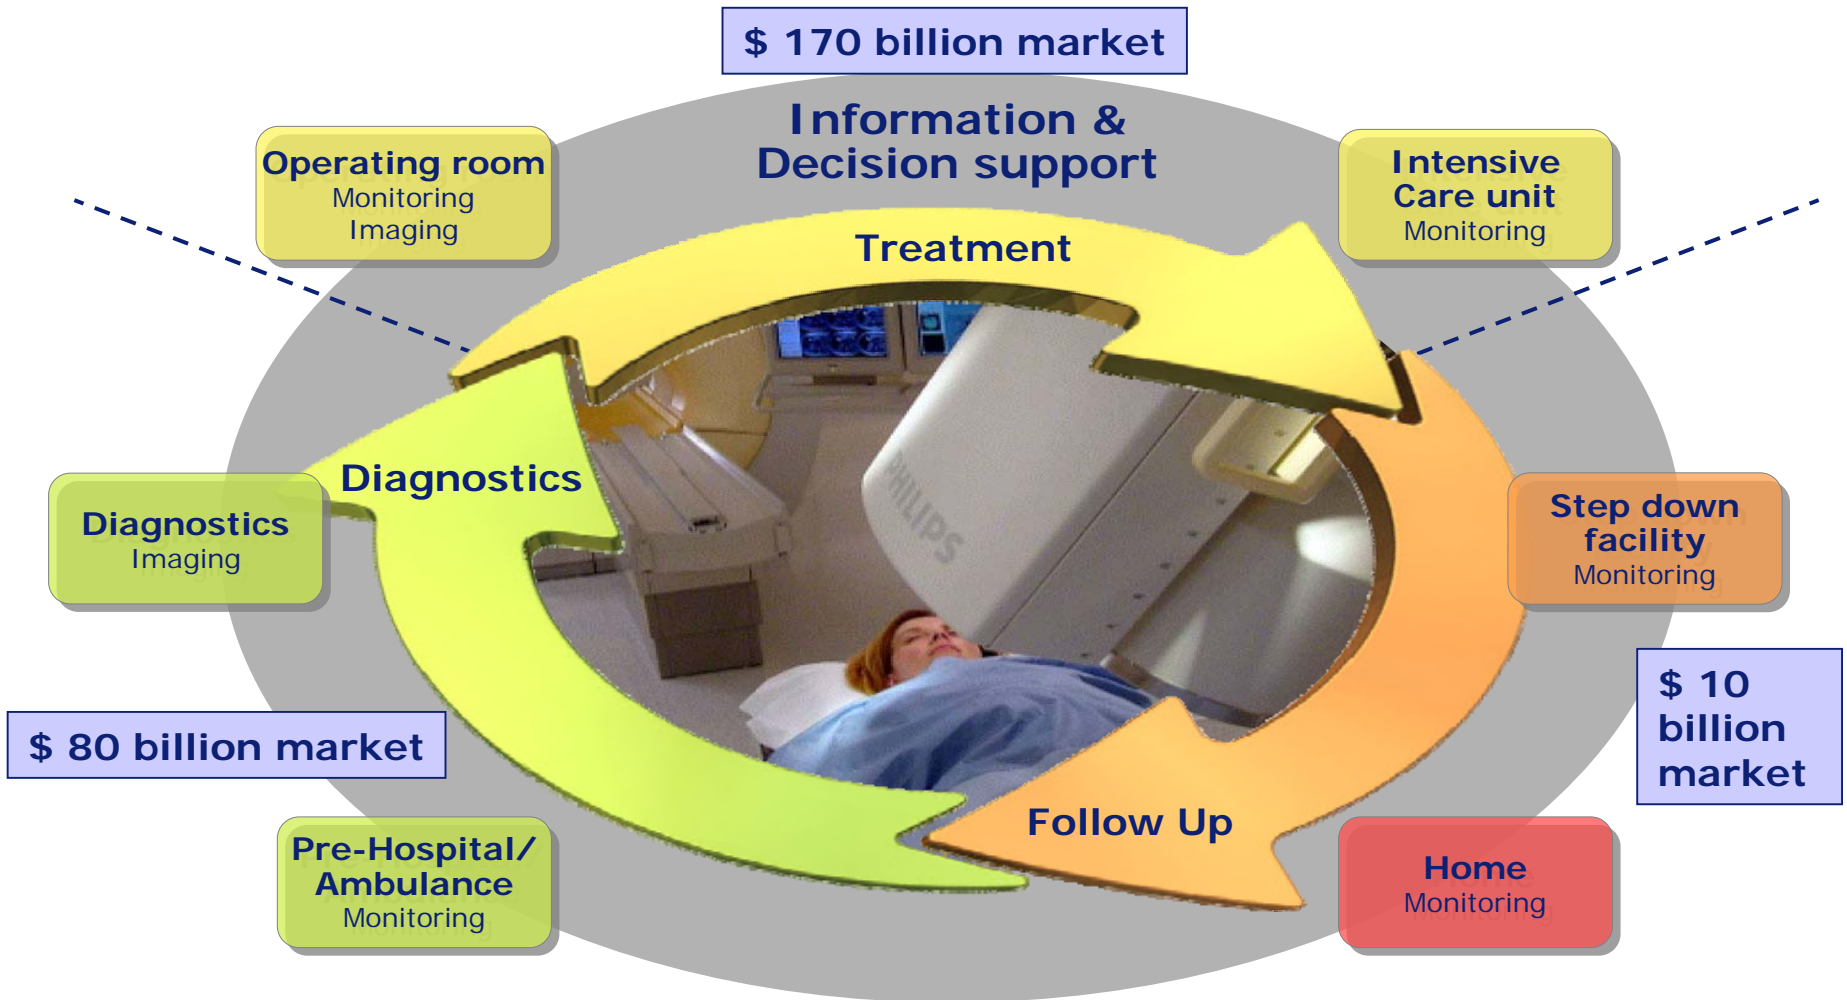 $ 170 billion market
Information &
Decision support
Operating room
Monitoring
Imaging
Intensive
Care unit
Monitoring
Treatment
Diagnostics
Diagnostics
Imaging
PHILIPS
Step down
facility
Monitoring
$ 80 billion market
$ 10
billion
market
Follow Up
Pre-Hospital/
Ambulance
Monitoring
Home
Monitoring